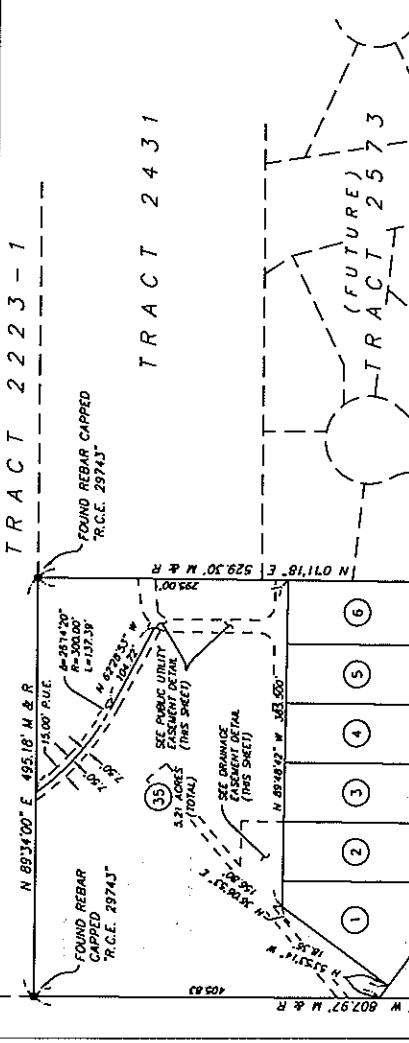 TRACT 2223-1
TRACT 2431
(FUTURE)
TRACT 2573
N 89°34'00" E 495.18' M & R
FOUND REBAR
CAPPED
"R.C.E. 29743"
FOUND REBAR CAPPED
"R.C.E. 29743"
Δ=26°14'20"
R=300.00'
L=137.39'
15.00' P.U.E.
7.50'
7.50'
N 62°28'53" W
104.72'
SEE PUBLIC UTILITY
EASEMENT DETAIL
(THIS SHEET)
295.00'
N 0°11'18" E 529.30' M & R
35
5.21 ACRES
(TOTAL)
SEE DRAINAGE
EASEMENT DETAIL
(THIS SHEET)
N 36°06'53" E
156.80'
N 53°53'14" W
18.36'
N 89°48'42" W 383.500'
405.83
W 807.97' M & R
1
2
3
4
5
6